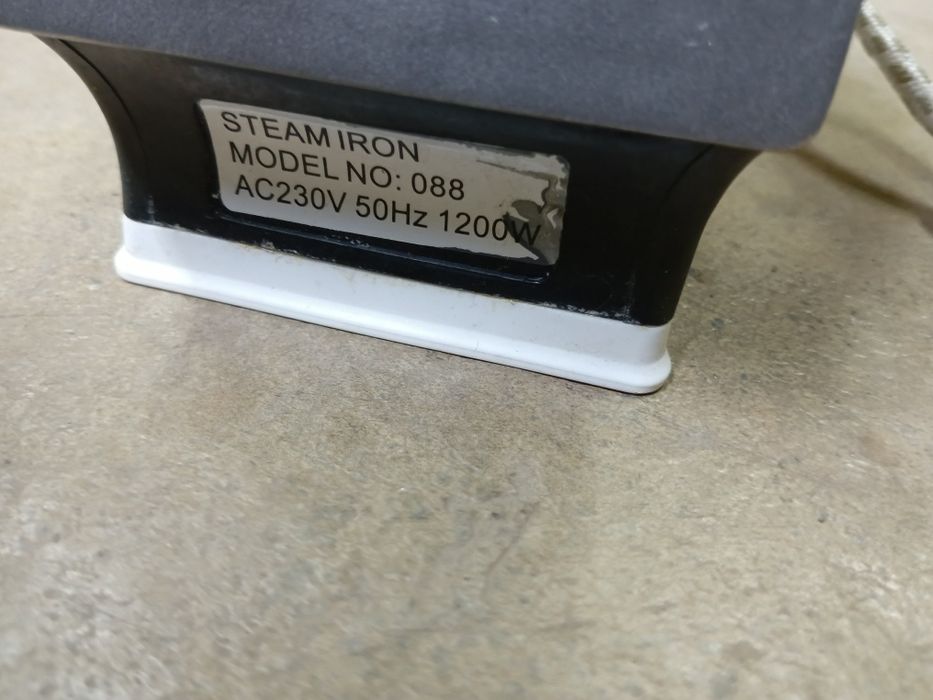 STEAM IRON
MODEL NO: 088
AC230V 50Hz 1200W